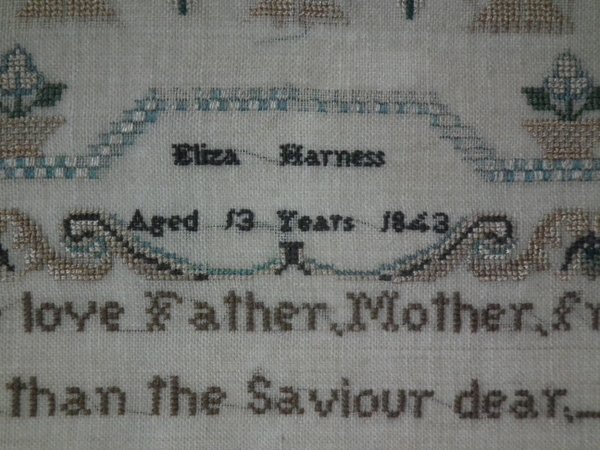 Eliza Harness
Aged 13 Years 1843
love Father, Mother, fr
than the Saviour dear,